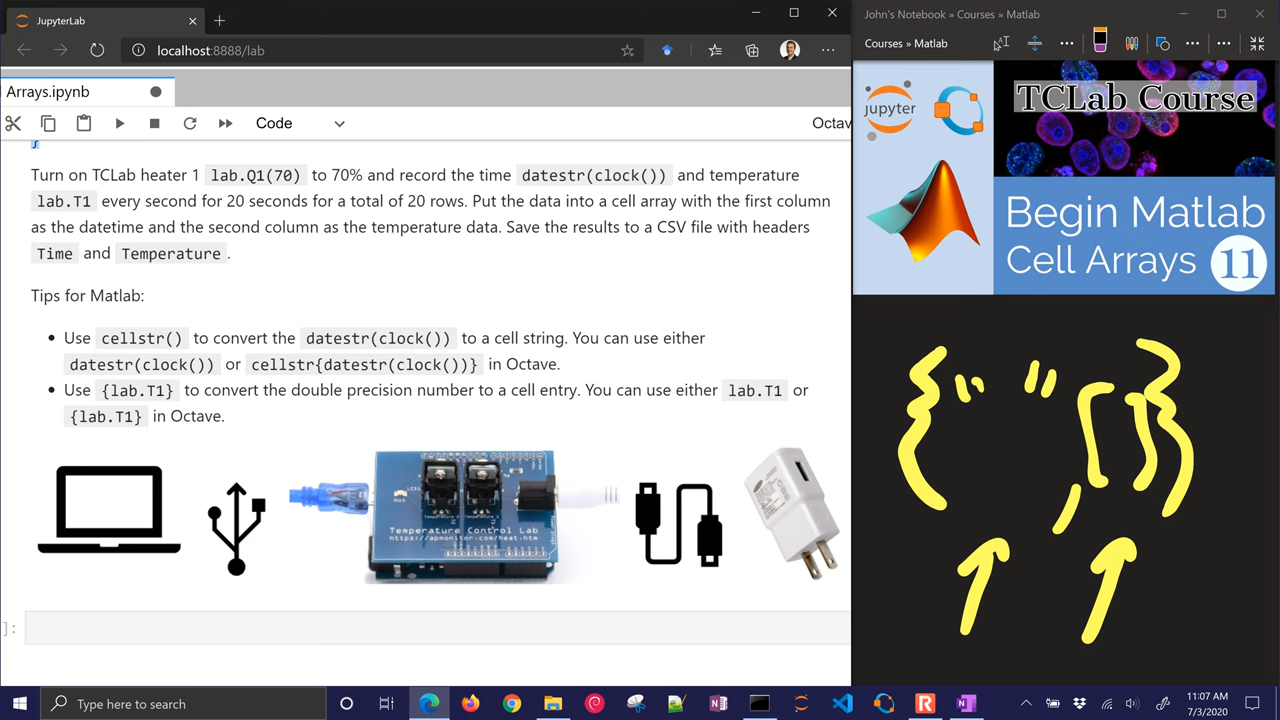 JupyterLab
localhost:8888/lab
Arrays.ipynb
Code
Octav
Turn on TCLab heater 1 lab.Q1(70) to 70% and record the time datestr(clock()) and temperature
lab.T1 every second for 20 seconds for a total of 20 rows. Put the data into a cell array with the first column
as the datetime and the second column as the temperature data. Save the results to a CSV file with headers
Time and Temperature.
Tips for Matlab:
• Use cellstr() to convert the datestr(clock()) to a cell string. You can use either
datestr(clock()) or cellstr{datestr(clock())} in Octave.
• Use {lab.T1} to convert the double precision number to a cell entry. You can use either lab.T1 or
{lab.T1} in Octave.
Temperature Control Lab
https://apmonitor.com/heat.htm
]:
John's Notebook » Courses » Matlab
Courses » Matlab
jupyter
TCLab Course
Begin Matlab
Cell Arrays 11
{" ",[]}
Type here to search
11:07 AM
7/3/2020